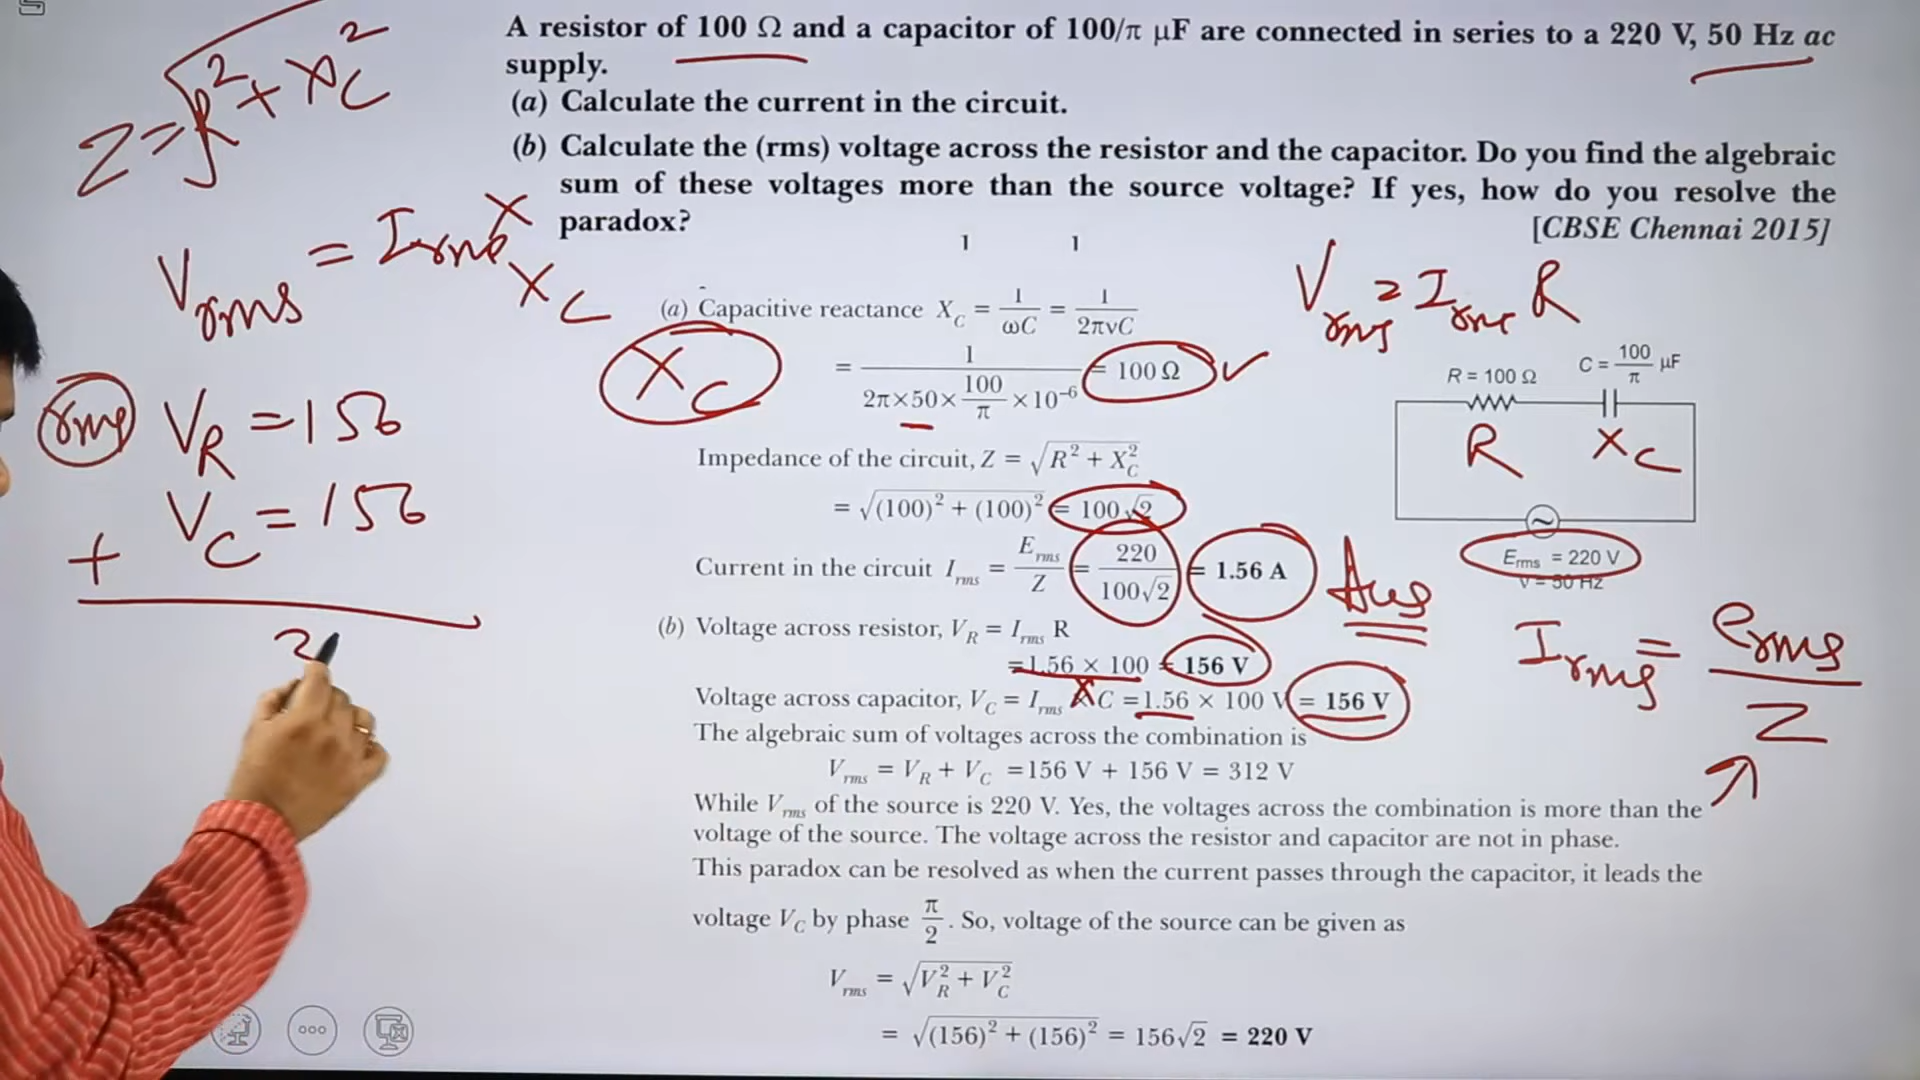 A resistor of 100 Ω and a capacitor of 100/π μF are connected in series to a 220 V, 50 Hz ac
supply.
(a) Calculate the current in the circuit.
(b) Calculate the (rms) voltage across the resistor and the capacitor. Do you find the algebraic
sum of these voltages more than the source voltage? If yes, how do you resolve the
paradox? [CBSE Chennai 2015]
1 1
(a) Capacitive reactance X_C = 1/ωC = 1/2πνC
= 1/(2π×50×100/π×10⁻⁶) = 100 Ω
Impedance of the circuit, Z = √(R² + X_C²)
= √((100)² + (100)²) = 100√2
Current in the circuit I_rms = E_rms/Z = 220/100√2 = 1.56 A
(b) Voltage across resistor, V_R = I_rms R
= 1.56 × 100 = 156 V
Voltage across capacitor, V_C = I_rms XC = 1.56 × 100 V = 156 V
The algebraic sum of voltages across the combination is
V_rms = V_R + V_C = 156 V + 156 V = 312 V
While V_rms of the source is 220 V. Yes, the voltages across the combination is more than the
voltage of the source. The voltage across the resistor and capacitor are not in phase.
This paradox can be resolved as when the current passes through the capacitor, it leads the
voltage V_C by phase π/2. So, voltage of the source can be given as
V_rms = √(V_R² + V_C²)
= √((156)² + (156)²) = 156√2 = 220 V
R = 100 Ω
C = 100/π μF
E_rms = 220 V
ν = 50 Hz
Z = √R² + X_C²
V_rms = I_rms X
X_C
rms V_R = 156
+ V_C = 156
3
X_C
V_rms = I_rms R
R X_C
Ans
I_rms = e_rms/Z